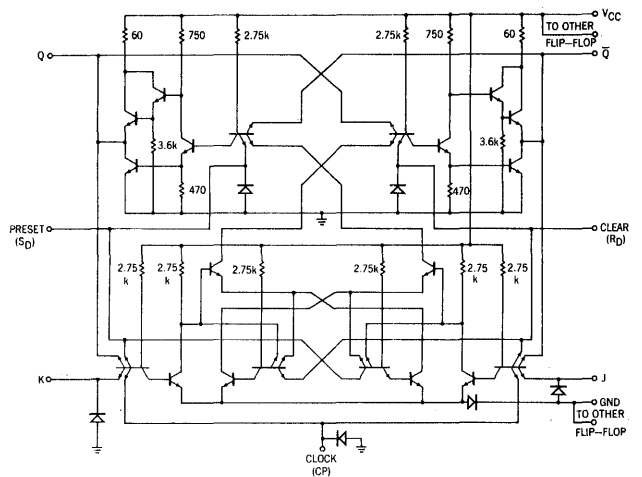 V_CC
60
750
2.75k
2.75k
750
60
TO OTHER
FLIP-FLOP
Q
Q̅
3.6k
3.6k
470
470
PRESET
(S_D)
CLEAR
(R_D)
2.75
k
2.75
k
2.75k
2.75k
2.75
k
2.75
k
K
J
GND
TO OTHER
FLIP-FLOP
CLOCK
(CP)